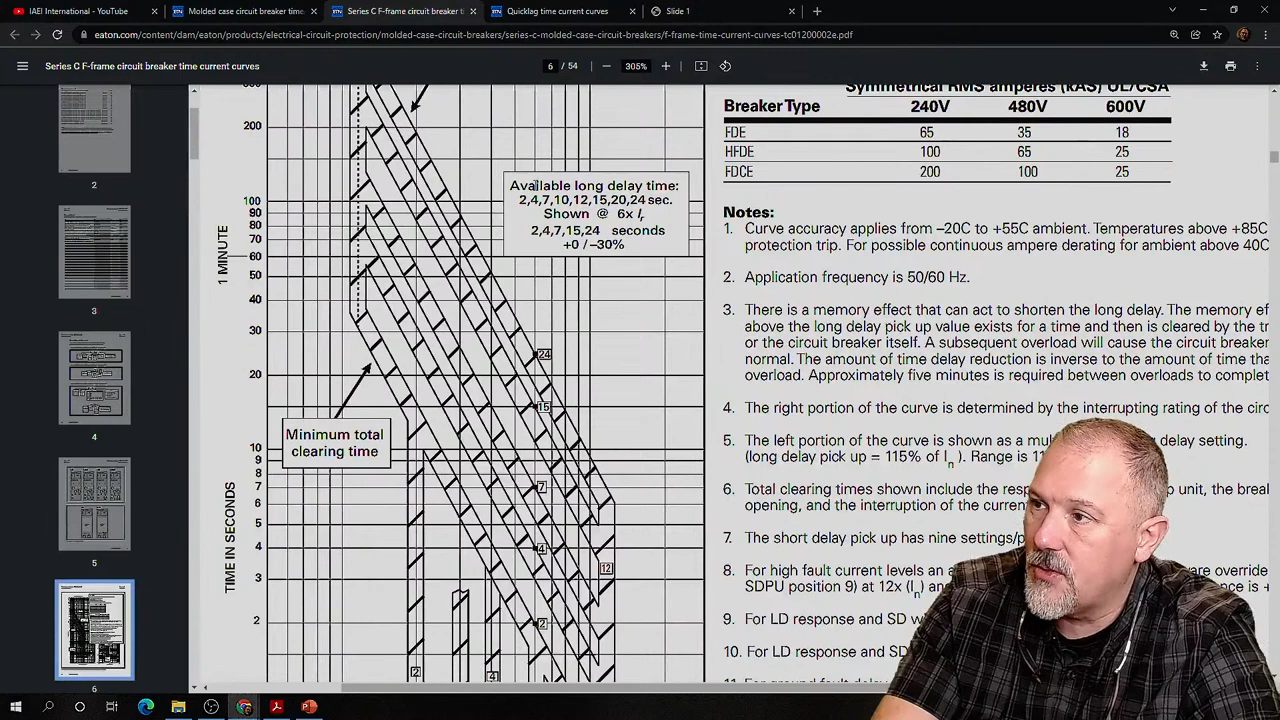 IAEI International - YouTube
Molded case circuit breaker time
Series C F-frame circuit breaker t
Quicklag time current curves
Slide 1
eaton.com/content/dam/eaton/products/electrical-circuit-protection/molded-case-circuit-breakers/series-c-molded-case-circuit-breakers/f-frame-time-current-curves-tc01200002e.pdf
Series C F-frame circuit breaker time current curves
6 / 54
305%
2
3
4
5
6
300
200
100
90
80
70
60
50
40
30
20
10
9
8
7
6
5
4
3
2
1 MINUTE
TIME IN SECONDS
Available long delay time:
2,4,7,10,12,15,20,24 sec.
Shown @ 6x Ir
2,4,7,15,24 seconds
+0 / –30%
Minimum total
clearing time
24
15
7
4
12
2
2
4
Symmetrical RMS amperes (kAS) UL/CSA
Breaker Type 240V 480V 600V
FDE 65 35 18
HFDE 100 65 25
FDCE 200 100 25
Notes:
1. Curve accuracy applies from –20C to +55C ambient. Temperatures above +85C
protection trip. For possible continuous ampere derating for ambient above 40C
2. Application frequency is 50/60 Hz.
3. There is a memory effect that can act to shorten the long delay. The memory ef
above the long delay pick up value exists for a time and then is cleared by the tr
or the circuit breaker itself. A subsequent overload will cause the circuit breaker
normal. The amount of time delay reduction is inverse to the amount of time tha
overload. Approximately five minutes is required between overloads to complet
4. The right portion of the curve is determined by the interrupting rating of the circ
5. The left portion of the curve is shown as a mul delay setting.
(long delay pick up = 115% of In ). Range is 11
6. Total clearing times shown include the resp p unit, the brea
opening, and the interruption of the curren
7. The short delay pick up has nine settings/p
8. For high fault current levels an a are override
SDPU position 9) at 12x (In) an ance is +
9. For LD response and SD w
10. For LD response and SD